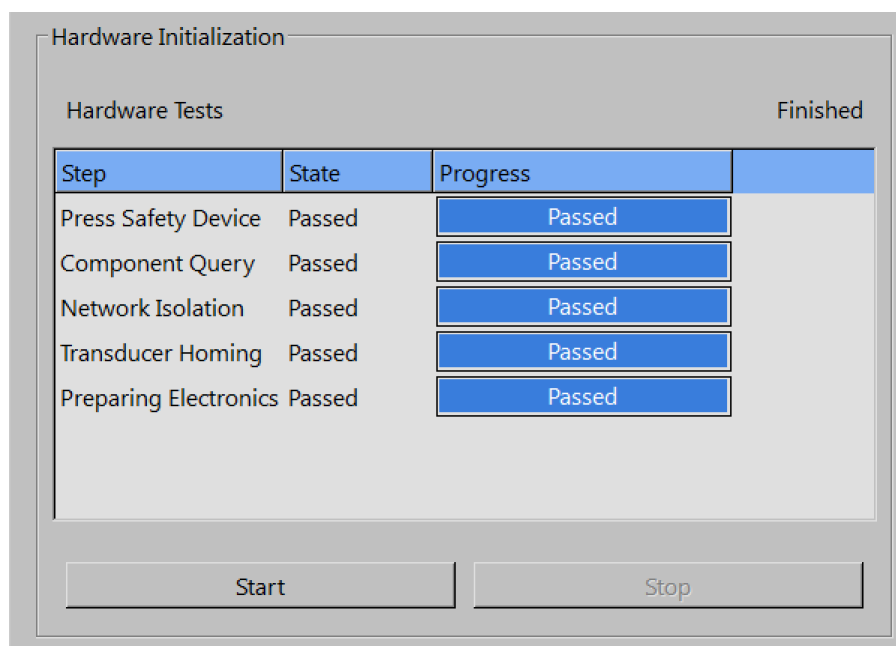 Hardware Initialization
Hardware Tests Finished
Step State Progress
Press Safety Device Passed Passed
Component Query Passed Passed
Network Isolation Passed Passed
Transducer Homing Passed Passed
Preparing Electronics Passed Passed
Start Stop